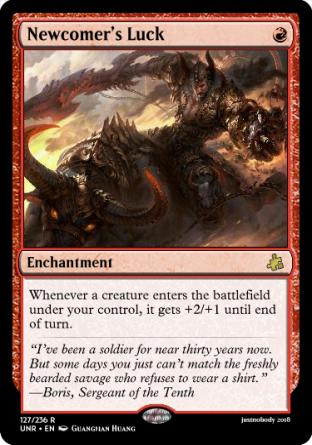 Newcomer's Luck
Enchantment
Whenever a creature enters the battlefield
under your control, it gets +2/+1 until end
of turn.
“I've been a soldier for near thirty years now.
But some days you just can't match the freshly
bearded savage who refuses to wear a shirt.”
—Boris, Sergeant of the Tenth
127/236 R
justnobody 2018
UNR • EN Guanghan Huang